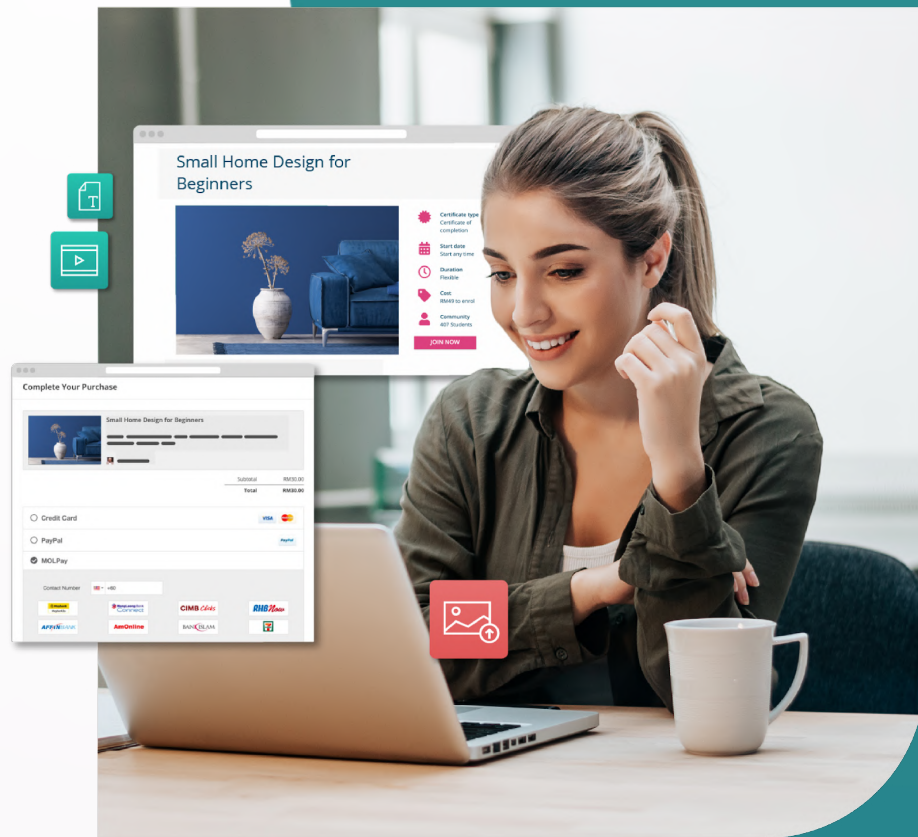 Small Home Design for
Beginners
Certificate type
Certificate of
completion
Start date
Start any time
Duration
Flexible
Cost
RM49 to enrol
Community
407 Students
JOIN NOW
T
Complete Your Purchase
Small Home Design for Beginners
Subtotal RM30.00
Total RM30.00
Credit Card VISA
PayPal PayPal
MOLPay
Contact Number +60
Connect CIMB Clicks RHB Now
AFFIN BANK AmOnline BANK ISLAM 7